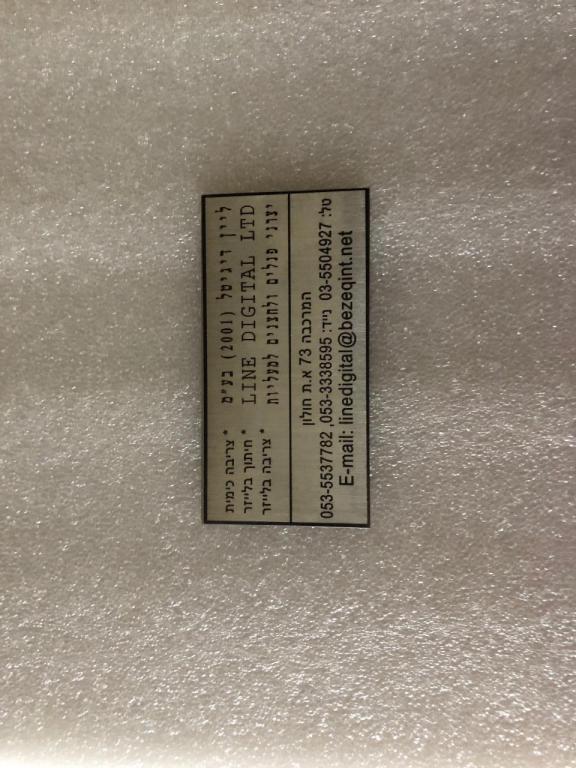 ליין דיגיטל (2001) בע"מ
LINE DIGITAL LTD
יצרני פנלים ולחצנים למעליות
* צריבה כימית
* חיתוך בלייזר
* צריבה בלייזר
המרכבה 73 א.ת חולון
טל: 03-5504927 נייד: 053-3338595, 053-5537782
E-mail: linedigital@bezeqint.net